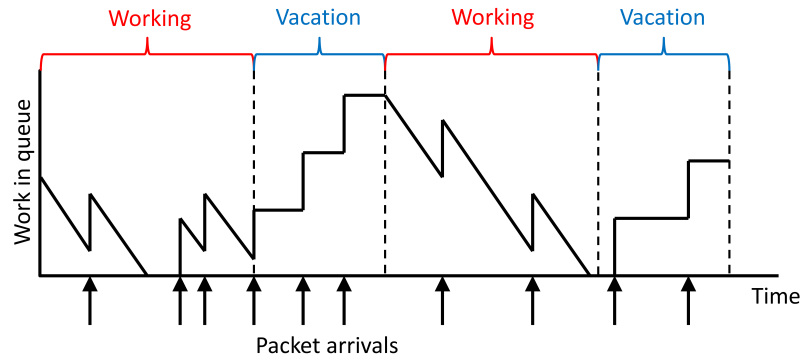 Working
Vacation
Working
Vacation
Work in queue
Time
Packet arrivals